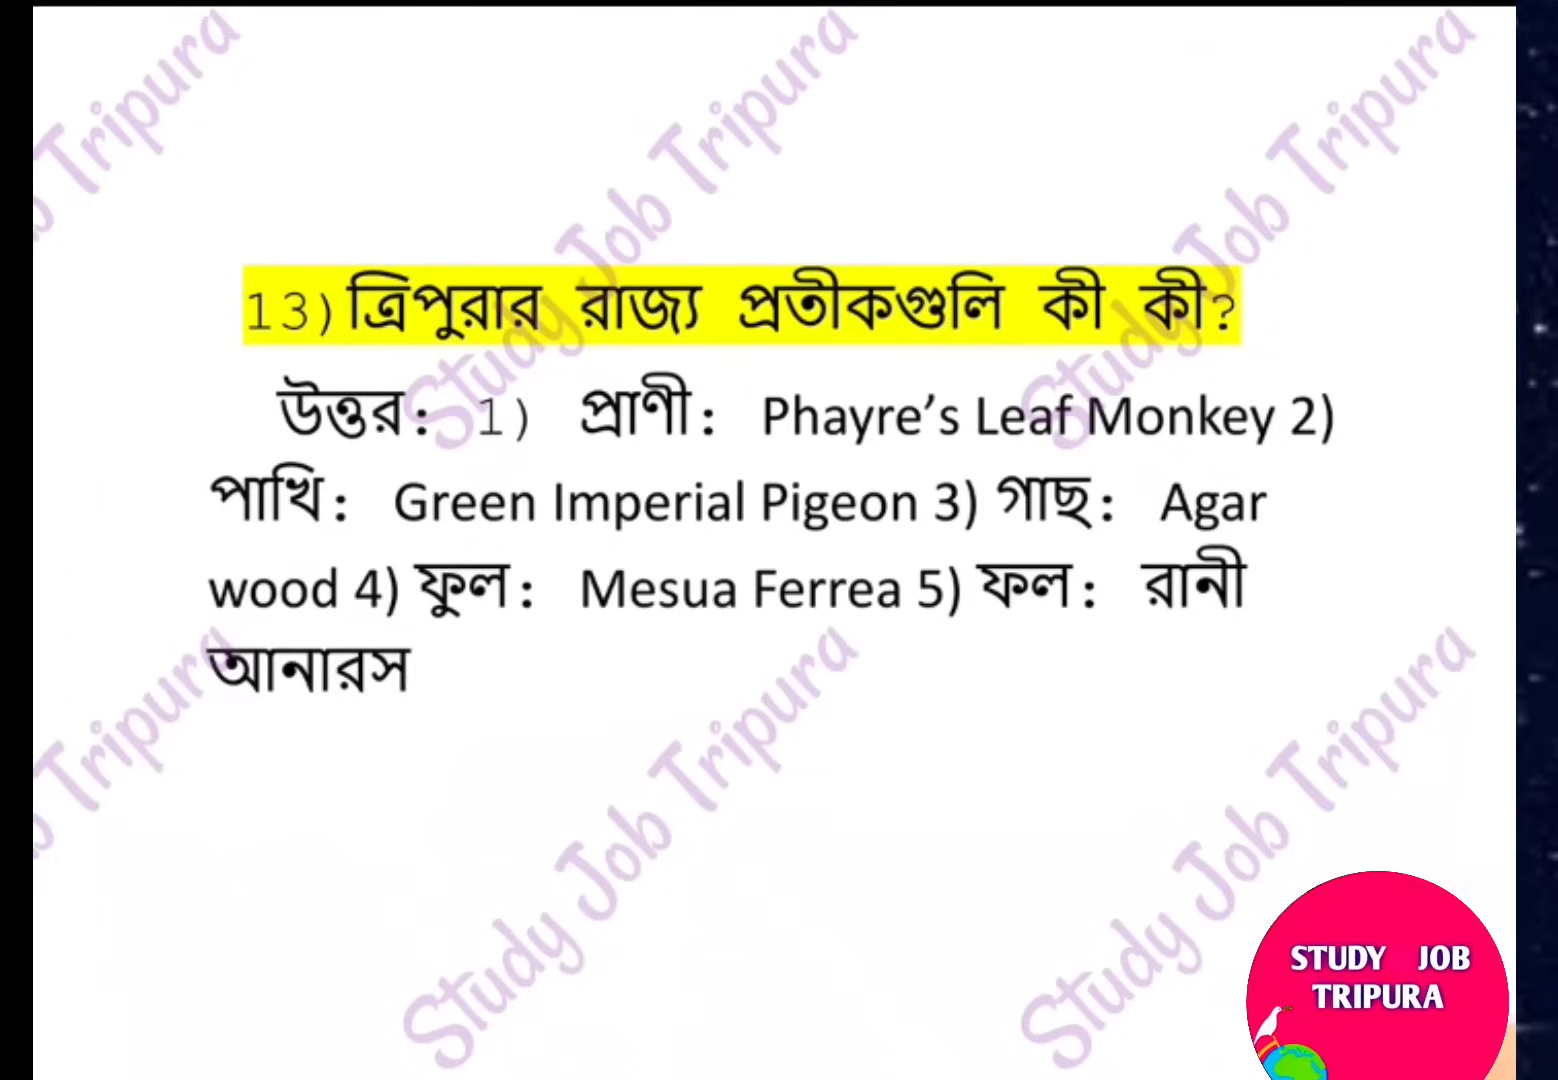 13) ত্রিপুরার রাজ্য প্রতীকগুলি কী কী?
উত্তর: 1) প্রাণী: Phayre’s Leaf Monkey 2)
পাখি: Green Imperial Pigeon 3) গাছ: Agar
wood 4) ফুল: Mesua Ferrea 5) ফল: রানী
আনারস
Study Job Tripura
STUDY JOB
TRIPURA